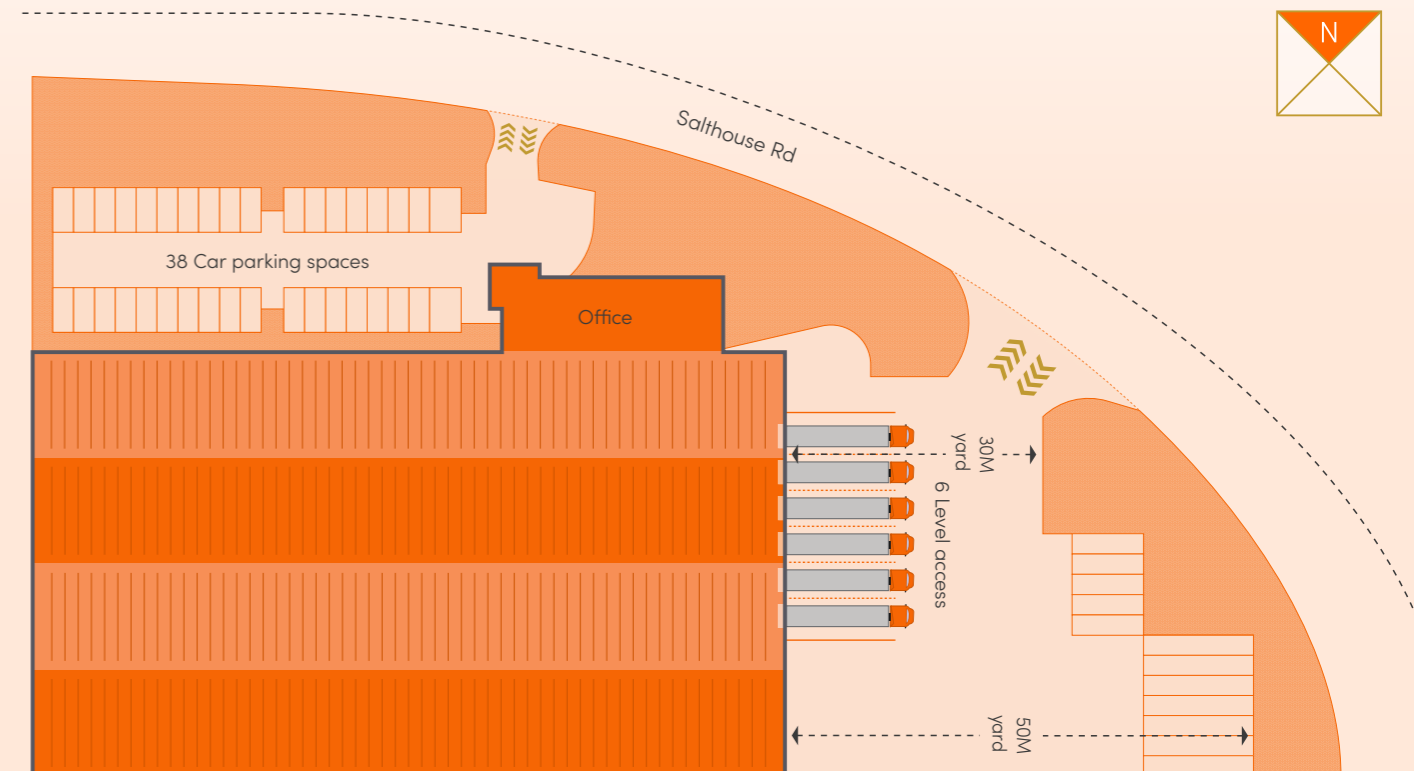 N
Salthouse Rd
38 Car parking spaces
Office
30M
yard
6 Level access
50M
yard